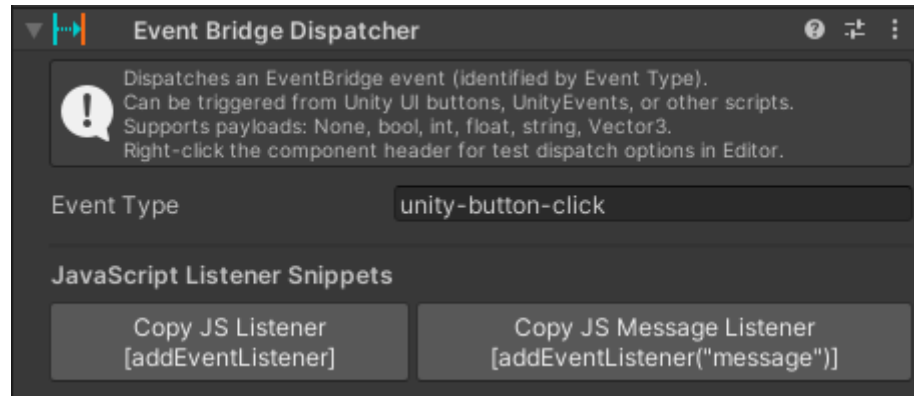 Event Bridge Dispatcher
Dispatches an EventBridge event (identified by Event Type).
Can be triggered from Unity UI buttons, UnityEvents, or other scripts.
Supports payloads: None, bool, int, float, string, Vector3.
Right-click the component header for test dispatch options in Editor.
Event Type unity-button-click
JavaScript Listener Snippets
Copy JS Listener
[addEventListener]
Copy JS Message Listener
[addEventListener("message")]